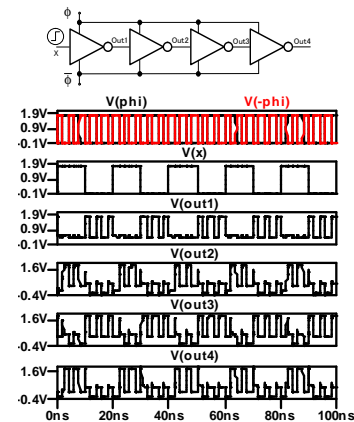 ϕ
Out1 Out2 Out3 Out4
x
ϕ̅
V(phi) V(-phi)
1.9V
0.9V
-0.1V
V(x)
1.9V
0.9V
-0.1V
V(out1)
1.9V
0.9V
-0.1V
V(out2)
1.6V
-0.4V
V(out3)
1.6V
-0.4V
V(out4)
1.6V
-0.4V
0ns 20ns 40ns 60ns 80ns 100ns